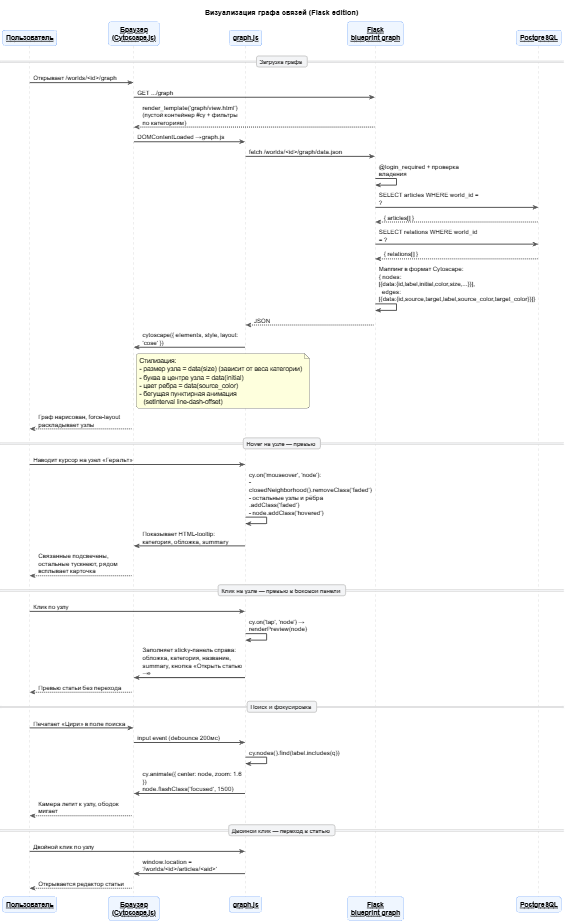 Визуализация графа связей (Flask edition)
Пользователь
Браузер
(Cytoscape.js)
graph.js
Flask
blueprint graph
PostgreSQL
Загрузка графа
Открывает /worlds/<id>/graph
GET .../graph
render_template('graph/view.html')
(пустой контейнер #cy + фильтры
по категориям)
DOMContentLoaded → graph.js
fetch /worlds/<id>/graph/data.json
@login_required + проверка
владения
SELECT articles WHERE world_id =
?
{ articles[] }
SELECT relations WHERE world_id
= ?
{ relations[] }
Маппинг в формат Cytoscape:
{ nodes:
[{data:{id,label,initial,color,size,...}}],
edges:
[{data:{id,source,target,label,source_color,target_color}}]}
JSON
cytoscape({ elements, style, layout:
'cose' })
Стилизация:
- размер узла = data(size) (зависит от веса категории)
- буква в центре узла = data(initial)
- цвет ребра = data(source_color)
- бегущая пунктирная анимация
(setInterval line-dash-offset)
Граф нарисован, force-layout
раскладывает узлы
Hover на узле — превью
Наводит курсор на узел «Геральт»
cy.on('mouseover', 'node'):
-
closedNeighborhood().removeClass('faded')
- остальные узлы и рёбра
.addClass('faded')
- node.addClass('hovered')
Показывает HTML-tooltip:
категория, обложка, summary
Связанные подсвечены,
остальные тускнеют, рядом
всплывает карточка
Клик на узле — превью в боковой панели
Клик по узлу
cy.on('tap', 'node') →
renderPreview(node)
Заполняет sticky-панель справа:
обложка, категория, название,
summary, кнопка «Открыть статью
→»
Превью статьи без перехода
Поиск и фокусировка
Печатает «Цири» в поле поиска
input event (debounce 200мс)
cy.nodes().find(label.includes(q))
cy.animate({ center: node, zoom: 1.6
})
node.flashClass('focused', 1500)
Камера летит к узлу, ободок
мигает
Двойной клик — переход в статью
Двойной клик по узлу
window.location =
'/worlds/<id>/articles/<aid>'
Открывается редактор статьи
Пользователь
Браузер
(Cytoscape.js)
graph.js
Flask
blueprint graph
PostgreSQL